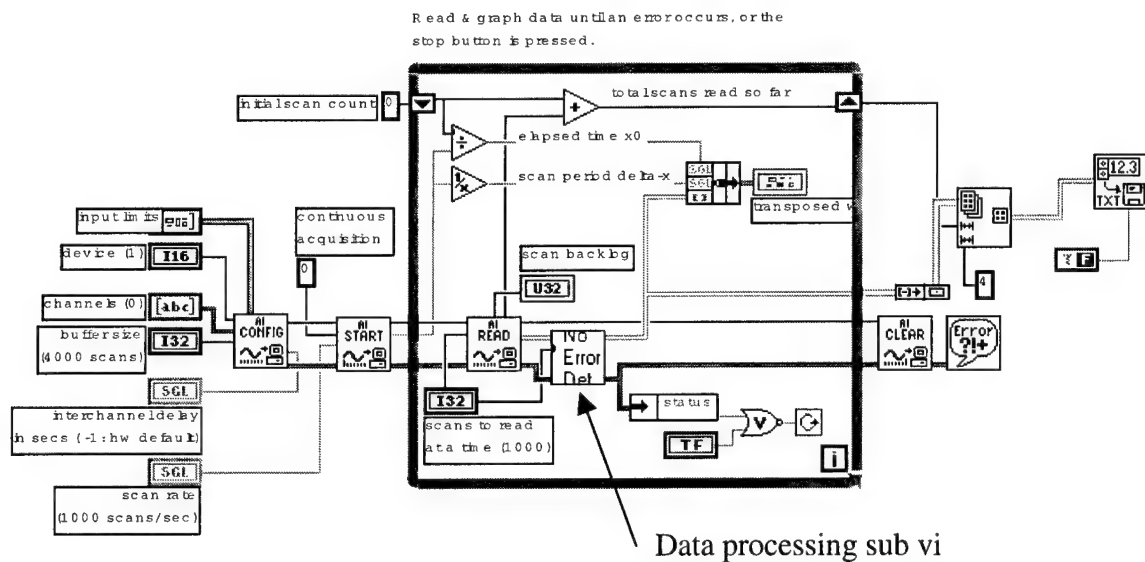 Read & graph data until an error occurs, or the
stop button is pressed.
initial scan count
0
total scans read so far
+
÷
elapsed time x0
1/x
scan period delta-x
SGL
SGL
transposed w
12.3
TXT
input limits
device (1)
I16
continuous
acquisition
0
scan backlog
U32
F
4
channels (0)
[abc]
buffer size
(4000 scans)
I32
AI
CONFIG
AI
START
AI
READ
No
Error
Det
AI
CLEAR
Error
?!+
SGL
interchannel delay
in secs (-1: hw default)
I32
scans to read
at a time (1000)
status
TF
V
i
SGL
scan rate
(1000 scans/sec)
Data processing sub vi